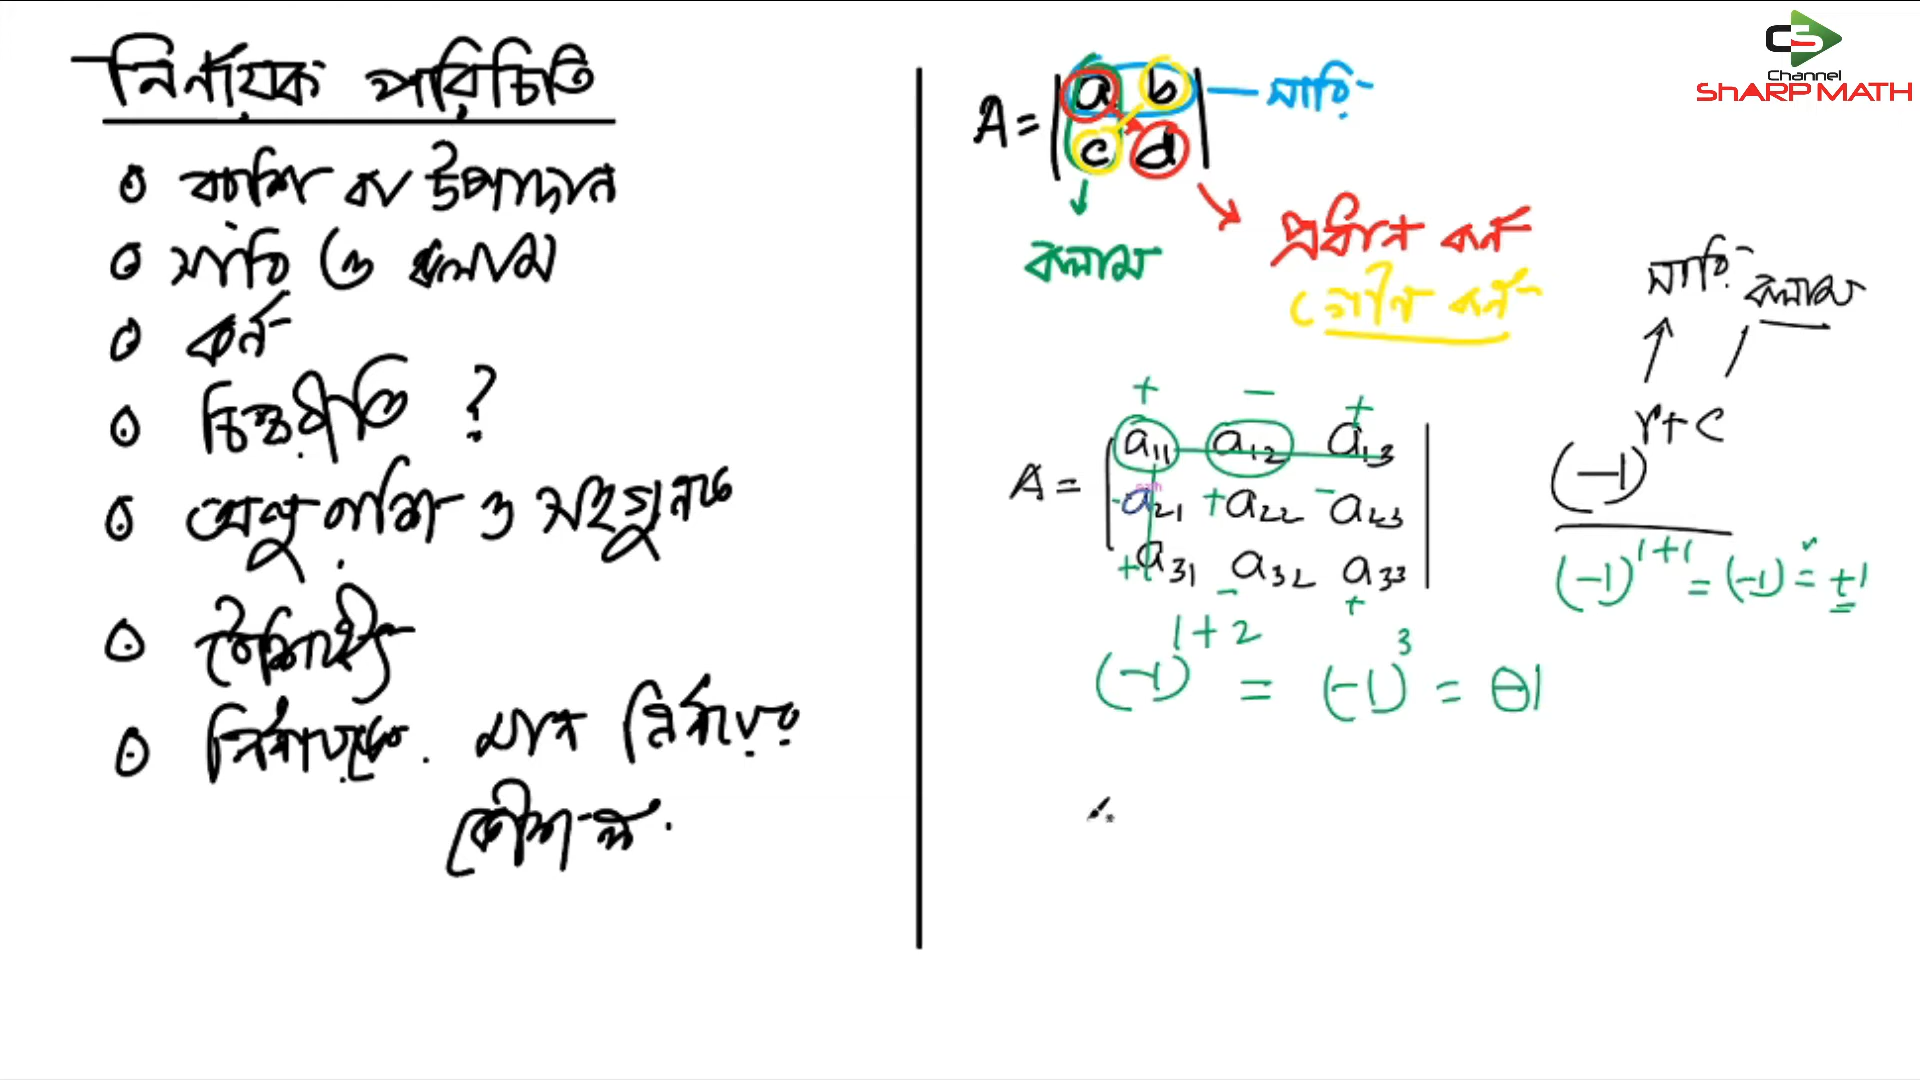 নির্ণায়ক পরিচিতি
০ রাশি বা উপাদান
০ সারি ও কলাম
০ কর্ণ
০ চিহ্নরীতি ?
০ অনুরাশি ও সহগুণক
০ বৈশিষ্ট্য
০ নির্ণায়কের মান নির্ণয়ের
কৌশল
Channel
SHARP MATH
A = | a b | — সারি
| c d |
কলাম
প্রধান কর্ণ
গৌণ কর্ণ
সারি কলাম
+ − +
A = | a11 a12 a13 |
| -a21 +a22 -a23 |
| +a31 a32 a33 |
− +
(-1)^r+c
(-1)^1+1 = (-1)^2 = +1
(-1)^1+2 = (-1)^3 = -1